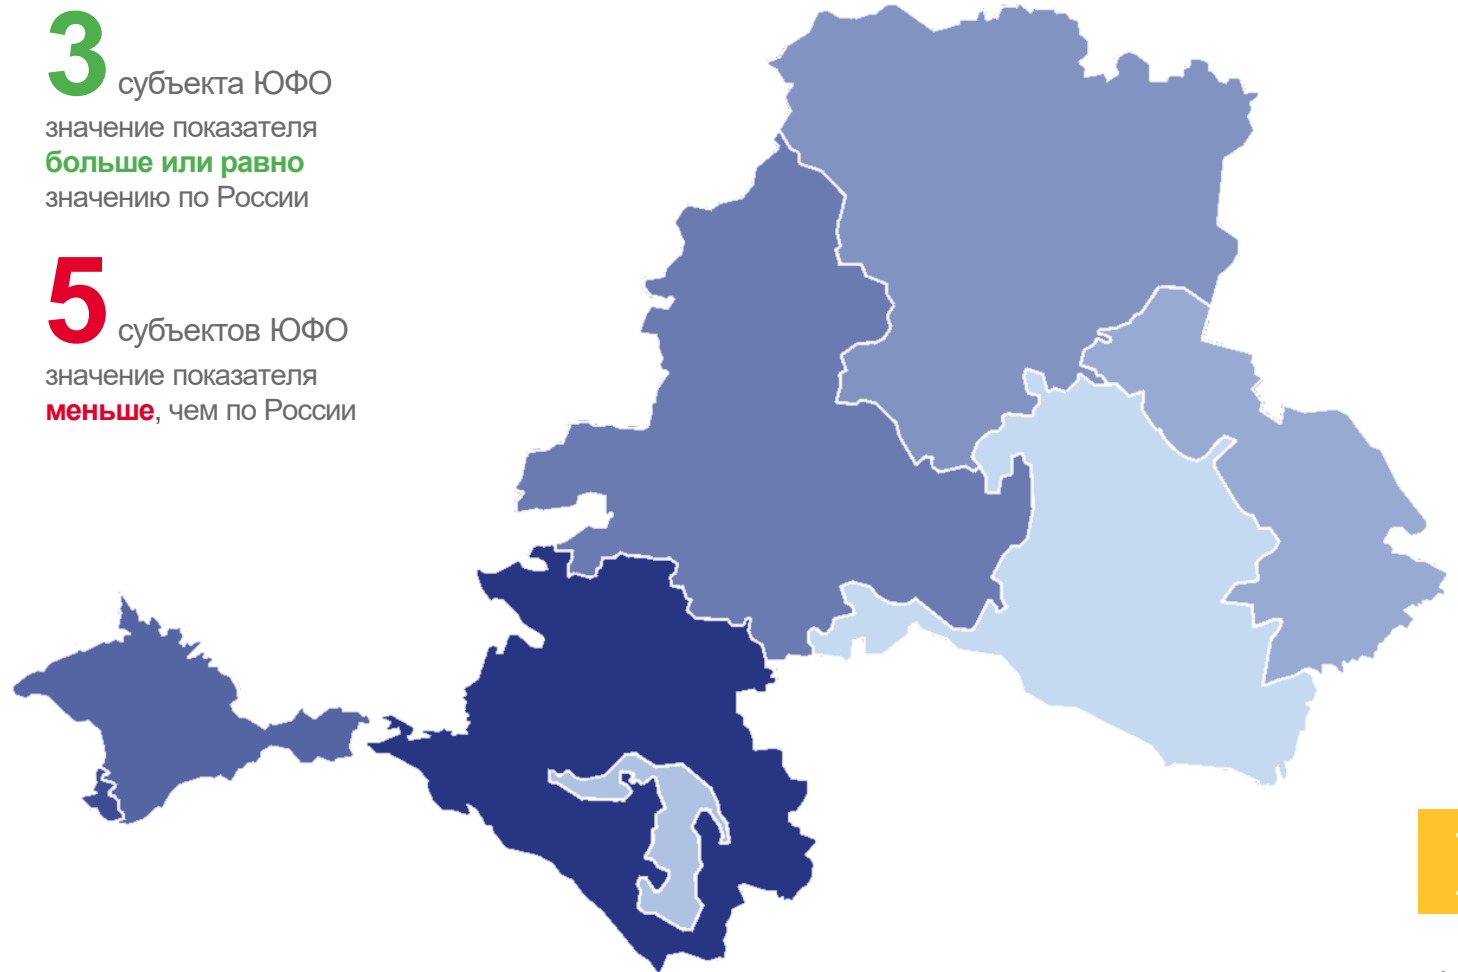 3 субъекта ЮФО
значение показателя
больше или равно
значению по России
5 субъектов ЮФО
значение показателя
меньше, чем по России